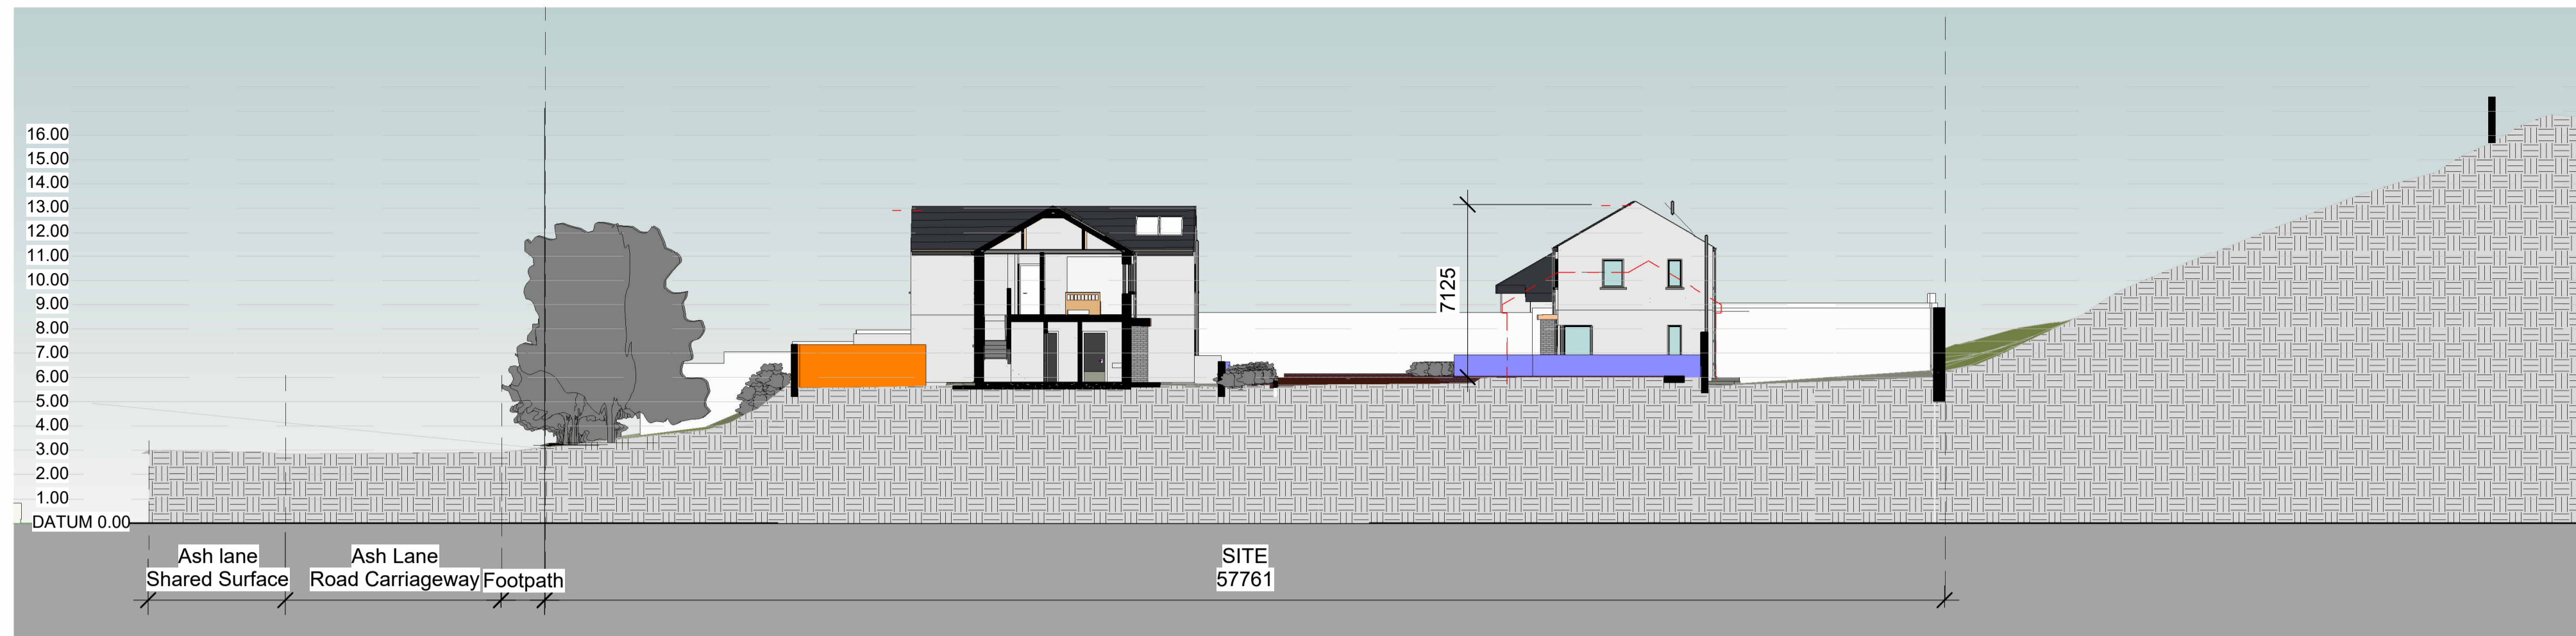 16.00
15.00
14.00
13.00
12.00
11.00
10.00
9.00
8.00
7.00
6.00
5.00
4.00
3.00
2.00
1.00
DATUM 0.00
7125
Ash lane
Shared Surface
Ash Lane
Road Carriageway
Footpath
SITE
57761